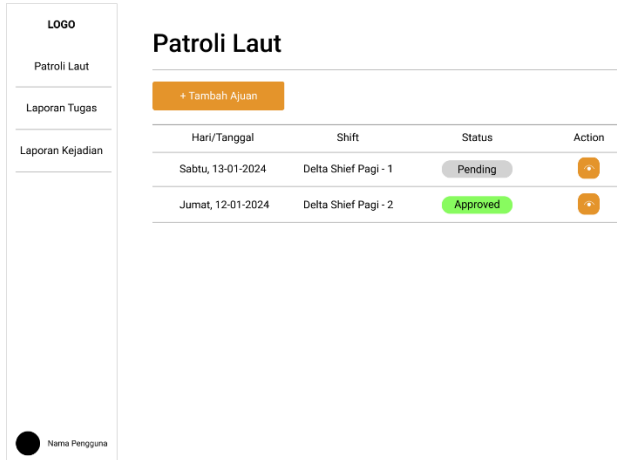 LOGO
Patroli Laut
Laporan Tugas
Laporan Kejadian
Nama Pengguna
Patroli Laut
+ Tambah Ajuan
Hari/Tanggal Shift Status Action
Sabtu, 13-01-2024 Delta Shief Pagi - 1 Pending
Jumat, 12-01-2024 Delta Shief Pagi - 2 Approved